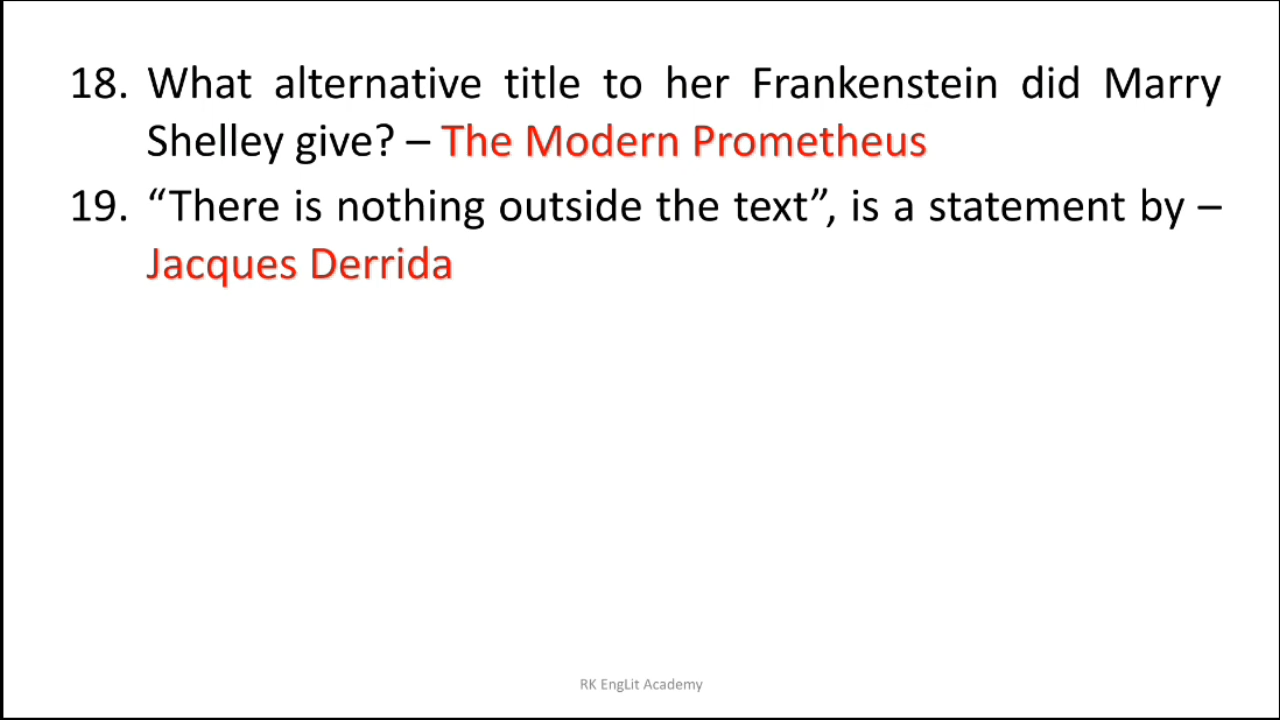 18. What alternative title to her Frankenstein did Marry
Shelley give? – The Modern Prometheus
19. “There is nothing outside the text”, is a statement by –
Jacques Derrida
RK EngLit Academy